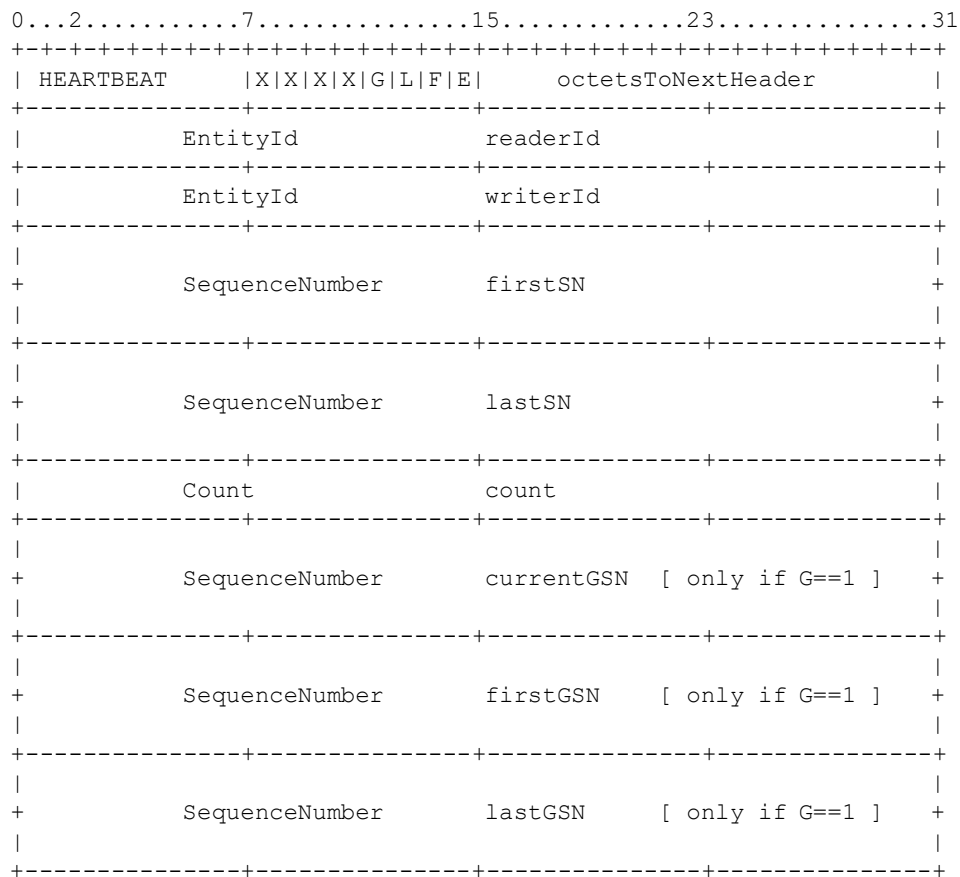 0...2...........7...............15.............23...............31
+-+-+-+-+-+-+-+-+-+-+-+-+-+-+-+-+-+-+-+-+-+-+-+-+-+-+-+-+-+-+-+-+
| HEARTBEAT     |X|X|X|X|G|L|F|E|     octetsToNextHeader        |
+---------------+---------------+---------------+---------------+
|           EntityId            readerId                        |
+---------------+---------------+---------------+---------------+
|           EntityId            writerId                        |
+---------------+---------------+---------------+---------------+
|                                                               |
+           SequenceNumber      firstSN                         +
|                                                               |
+---------------+---------------+---------------+---------------+
|                                                               |
+           SequenceNumber      lastSN                          +
|                                                               |
+---------------+---------------+---------------+---------------+
|           Count               count                           |
+---------------+---------------+---------------+---------------+
|                                                               |
+           SequenceNumber      currentGSN  [ only if G==1 ]    +
|                                                               |
+---------------+---------------+---------------+---------------+
|                                                               |
+           SequenceNumber      firstGSN    [ only if G==1 ]    +
|                                                               |
+---------------+---------------+---------------+---------------+
|                                                               |
+           SequenceNumber      lastGSN     [ only if G==1 ]    +
|                                                               |
+---------------+---------------+---------------+---------------+